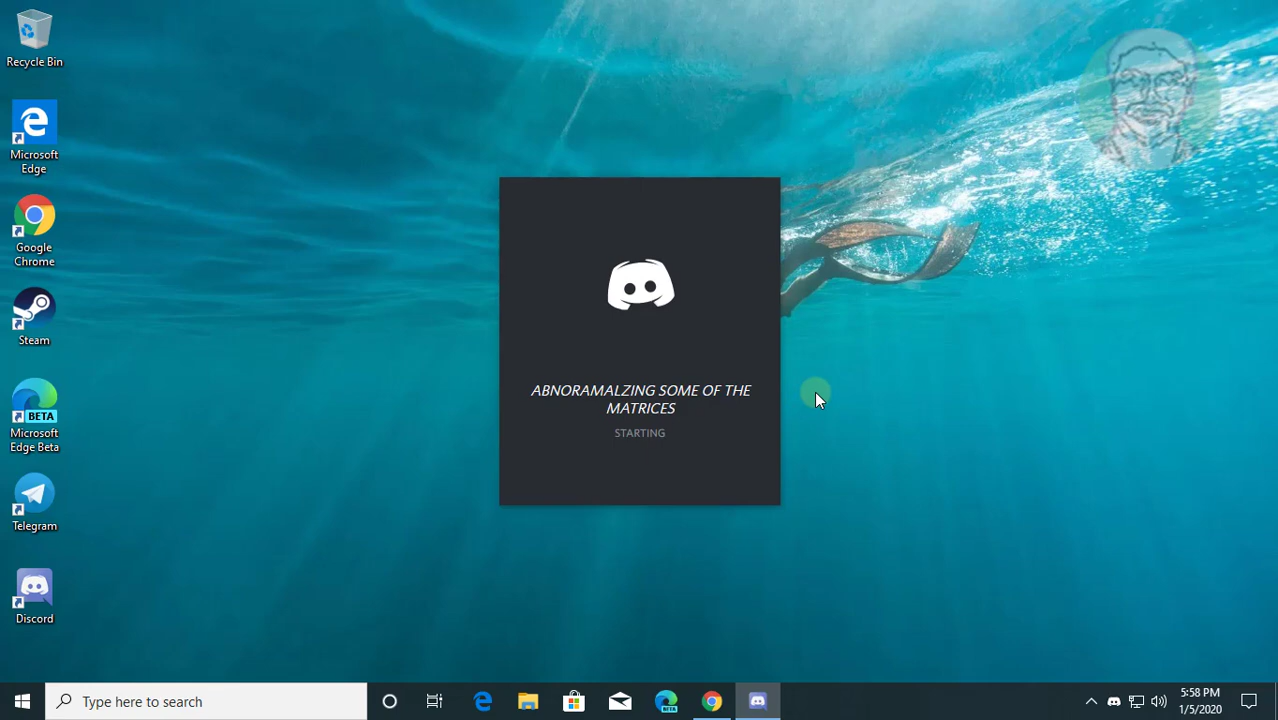 Recycle Bin
Microsoft
Edge
Google
Chrome
Steam
BETA
Microsoft
Edge Beta
Telegram
Discord
ABNORAMALZING SOME OF THE
MATRICES
STARTING
Type here to search
BETA
5:58 PM
1/5/2020